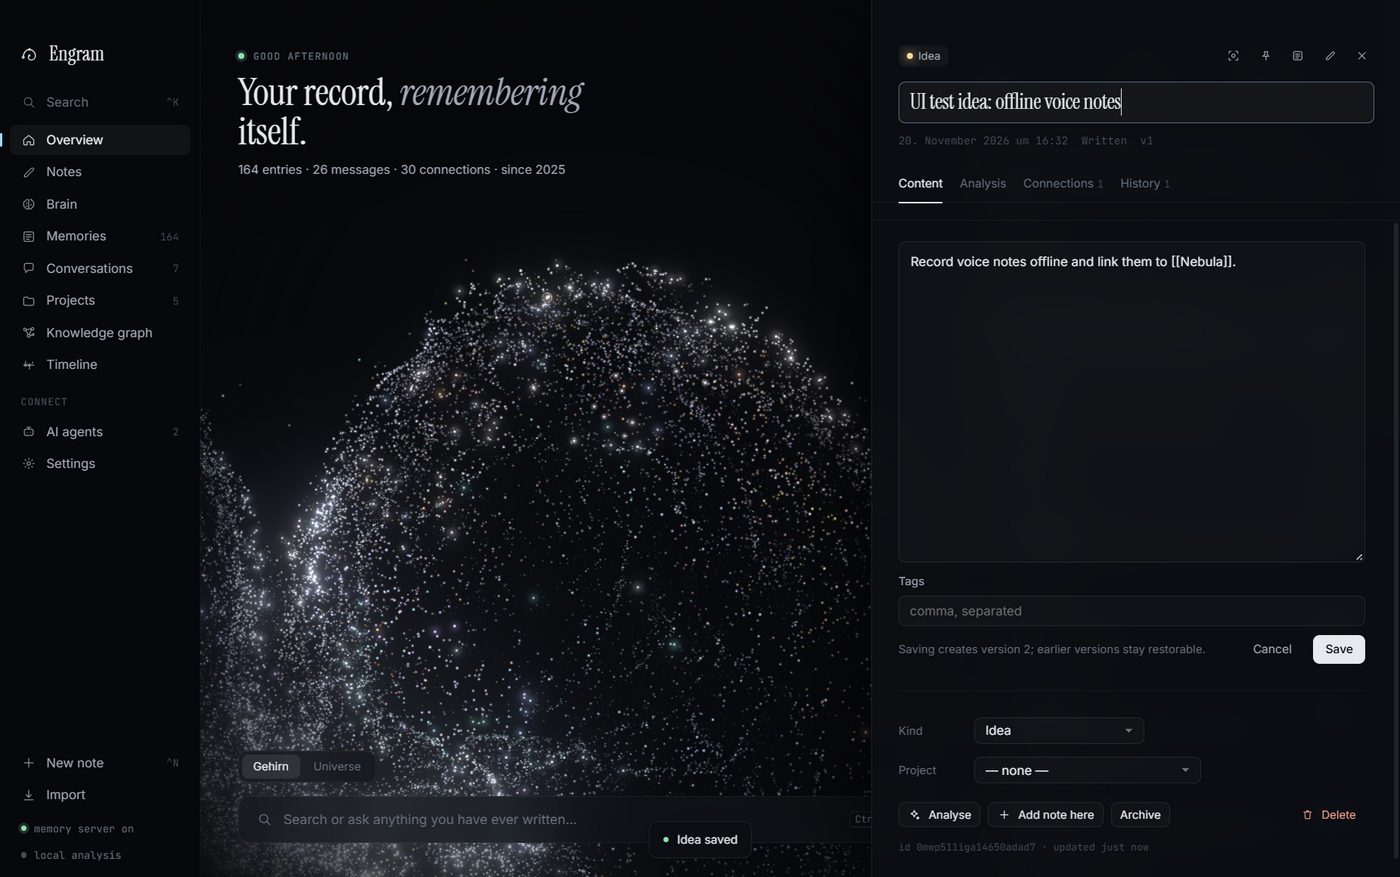 Engram
Search ^K
Overview
Notes
Brain
Memories 164
Conversations 7
Projects 5
Knowledge graph
Timeline
CONNECT
AI agents 2
Settings
New note ^N
Import
memory server on
local analysis
GOOD AFTERNOON
Your record, remembering
itself.
164 entries · 26 messages · 30 connections · since 2025
Gehirn Universe
Search or ask anything you have ever written... Ctr
Idea saved
Idea
UI test idea: offline voice notes
20. November 2026 um 16:32 Written v1
Content Analysis Connections 1 History 1
Record voice notes offline and link them to [[Nebula]].
Tags
comma, separated
Saving creates version 2; earlier versions stay restorable. Cancel Save
Kind Idea
Project — none —
Analyse Add note here Archive Delete
id 0mwp511iga14650adad7 · updated just now